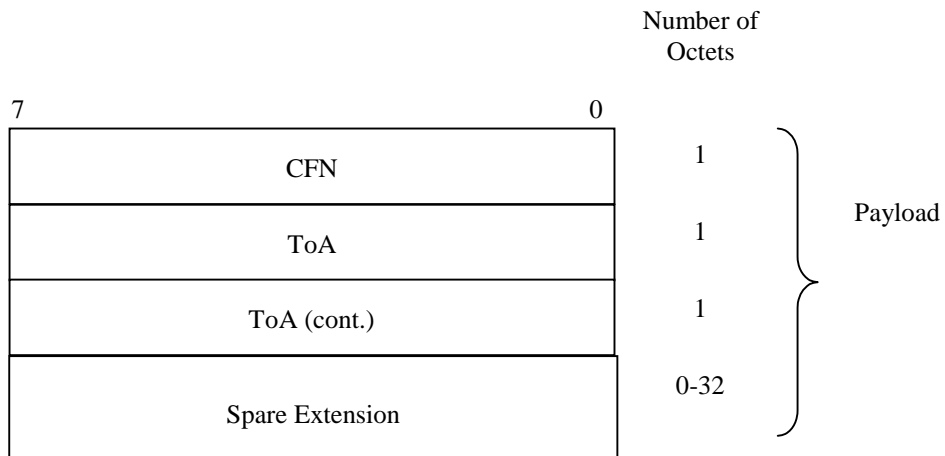 Number of
Octets
7 0
CFN 1
ToA 1
Payload
ToA (cont.) 1
Spare Extension 0-32